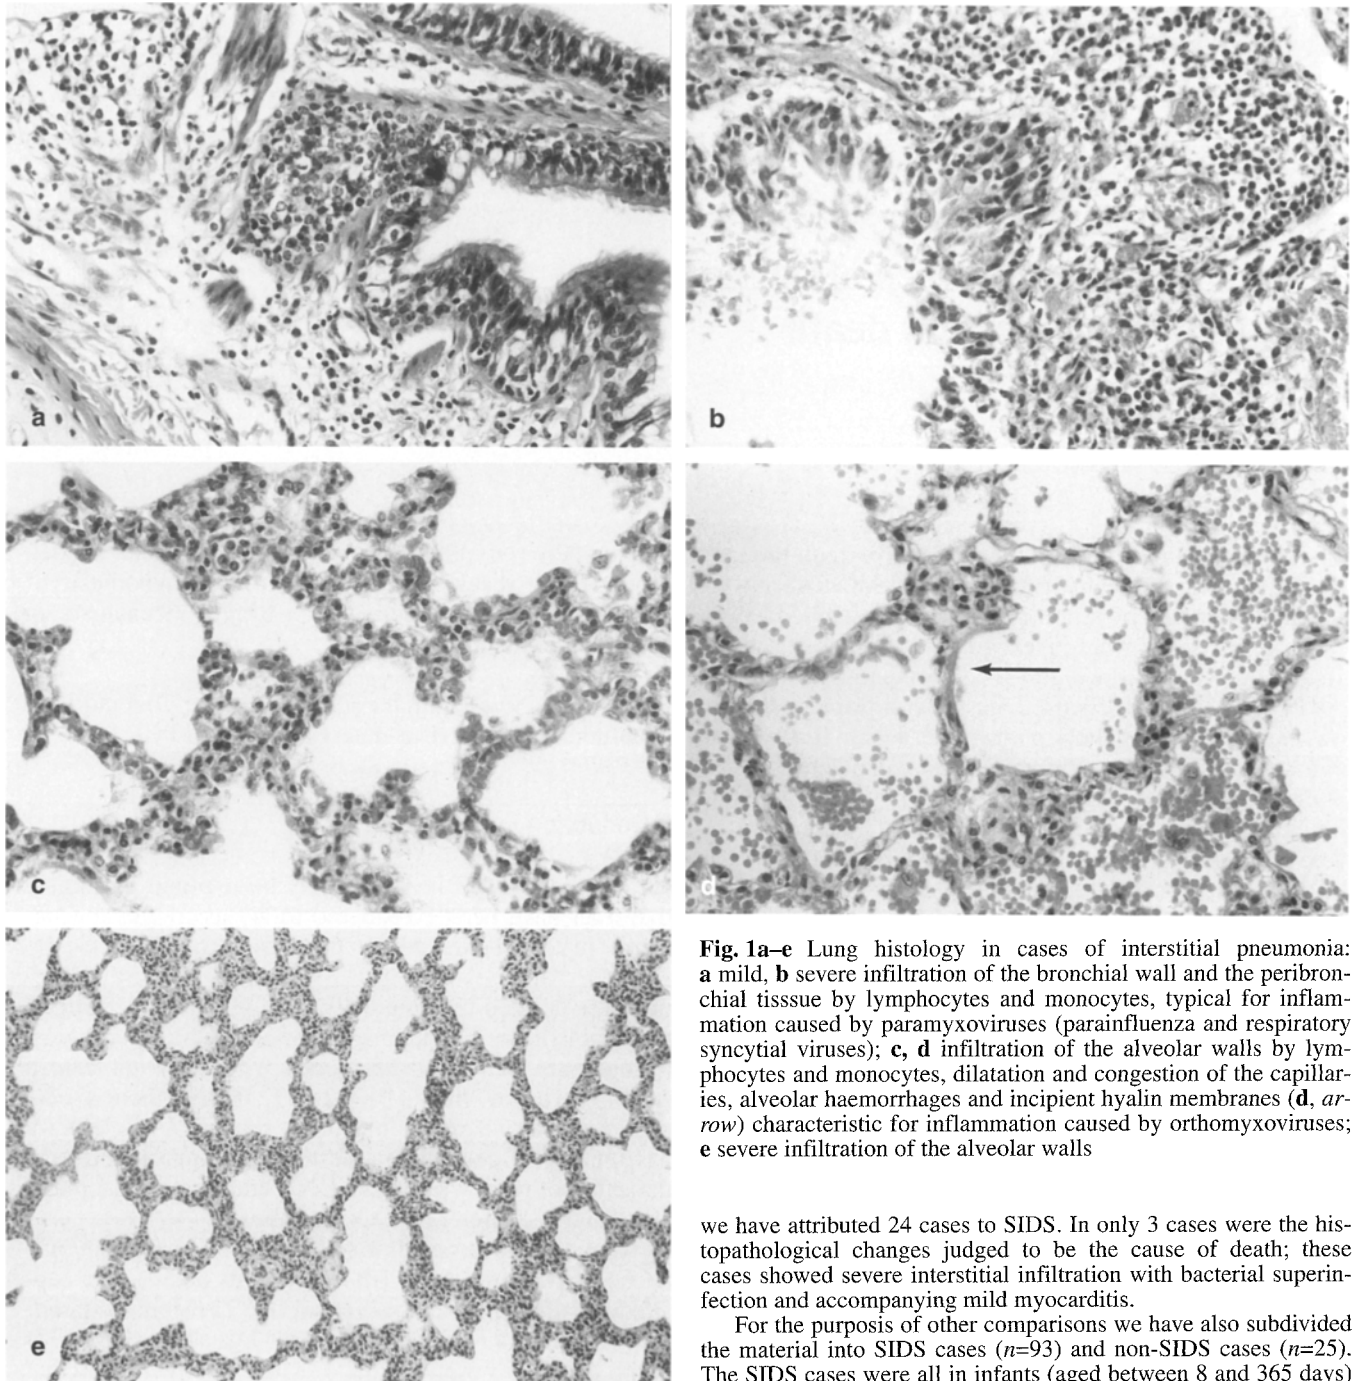 a
b
c
d
e
Fig. 1a–e Lung histology in cases of interstitial pneumonia:
a mild, b severe infiltration of the bronchial wall and the peribron-
chial tisssue by lymphocytes and monocytes, typical for inflam-
mation caused by paramyxoviruses (parainfluenza and respiratory
syncytial viruses); c, d infiltration of the alveolar walls by lym-
phocytes and monocytes, dilatation and congestion of the capillar-
ies, alveolar haemorrhages and incipient hyalin membranes (d, ar-
row) characteristic for inflammation caused by orthomyxoviruses;
e severe infiltration of the alveolar walls
we have attributed 24 cases to SIDS. In only 3 cases were the his-
topathological changes judged to be the cause of death; these
cases showed severe interstitial infiltration with bacterial superin-
fection and accompanying mild myocarditis.
For the purposis of other comparisons we have also subdivided
the material into SIDS cases (n=93) and non-SIDS cases (n=25).
The SIDS cases were all in infants (aged between 8 and 365 days)